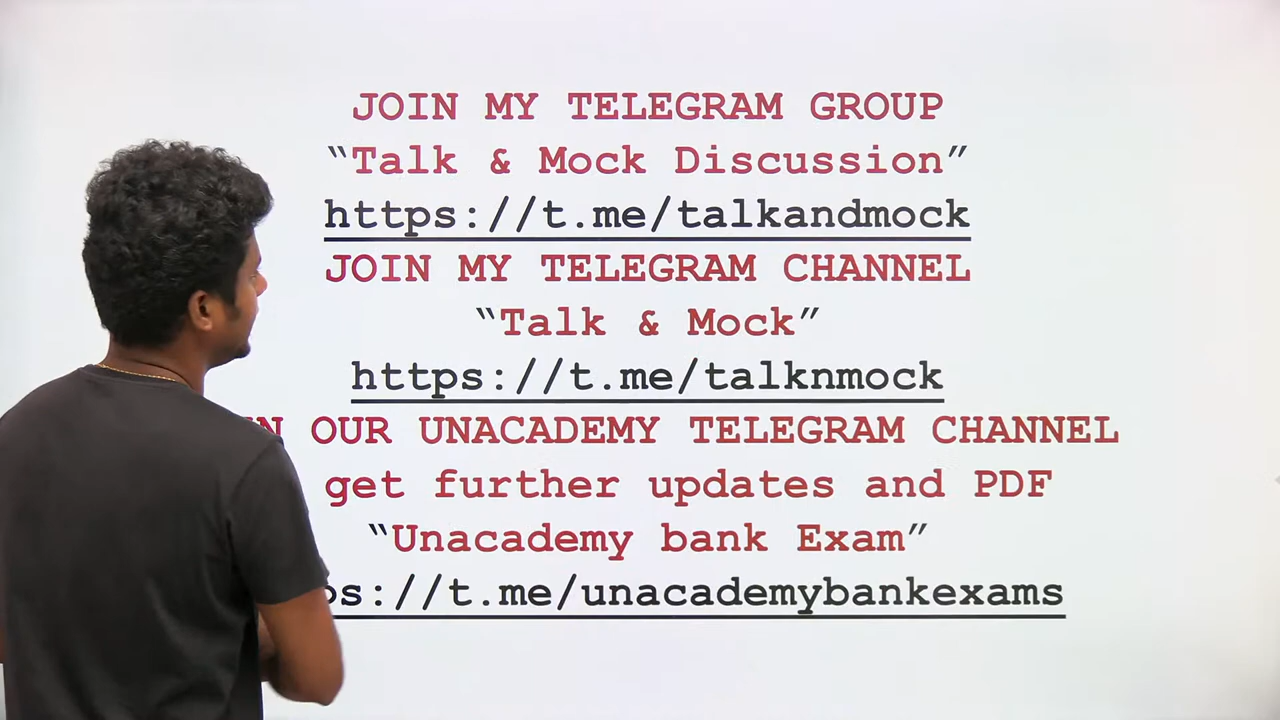 JOIN MY TELEGRAM GROUP
“Talk & Mock Discussion”
https://t.me/talkandmock
JOIN MY TELEGRAM CHANNEL
“Talk & Mock”
https://t.me/talknmock
OUR UNACADEMY TELEGRAM CHANNEL
get further updates and PDF
“Unacademy bank Exam”
ps://t.me/unacademybankexams